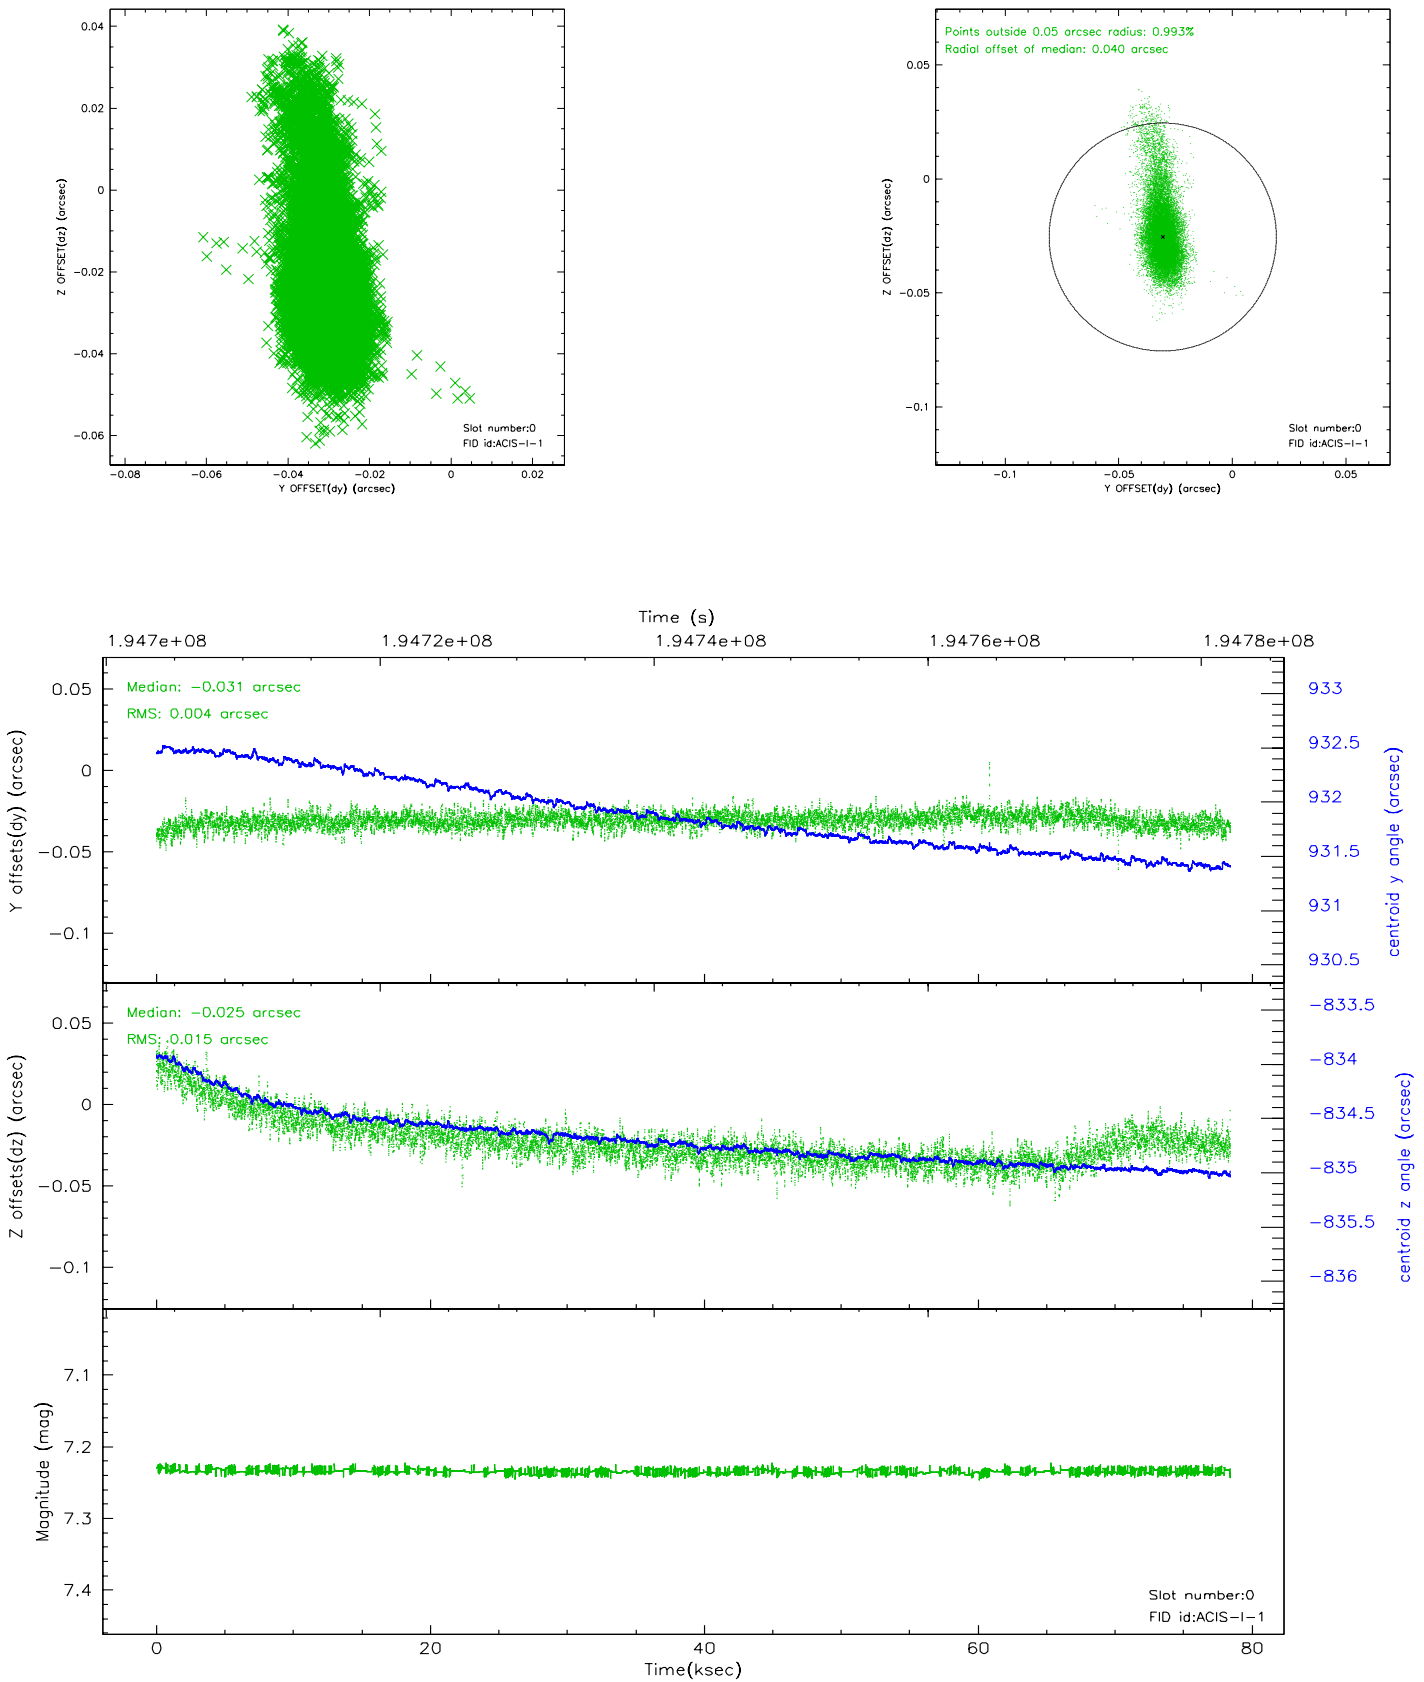 0.04
0.02
0
−0.02
−0.04
−0.06
Z OFFSET(dz) (arcsec)
Slot number:0
FID id:ACIS−I−1
−0.08 −0.06 −0.04 −0.02 0 0.02
Y OFFSET(dy) (arcsec)
Points outside 0.05 arcsec radius: 0.993%
Radial offset of median: 0.040 arcsec
0.05
0
−0.05
−0.1
Z OFFSET(dz) (arcsec)
Slot number:0
FID id:ACIS−I−1
−0.1 −0.05 0 0.05
Y OFFSET(dy) (arcsec)
Time (s)
1.947e+08 1.9472e+08 1.9474e+08 1.9476e+08 1.9478e+08
Median: −0.031 arcsec
RMS: 0.004 arcsec
0.05
0
−0.05
−0.1
Y offsets(dy) (arcsec)
933
932.5
932
931.5
931
930.5
centroid y angle (arcsec)
Median: −0.025 arcsec
RMS: 0.015 arcsec
0.05
0
−0.05
−0.1
Z offsets(dz) (arcsec)
−833.5
−834
−834.5
−835
−835.5
−836
centroid z angle (arcsec)
7.1
7.2
7.3
7.4
Magnitude (mag)
Slot number:0
FID id:ACIS−I−1
0 20 40 60 80
Time(ksec)